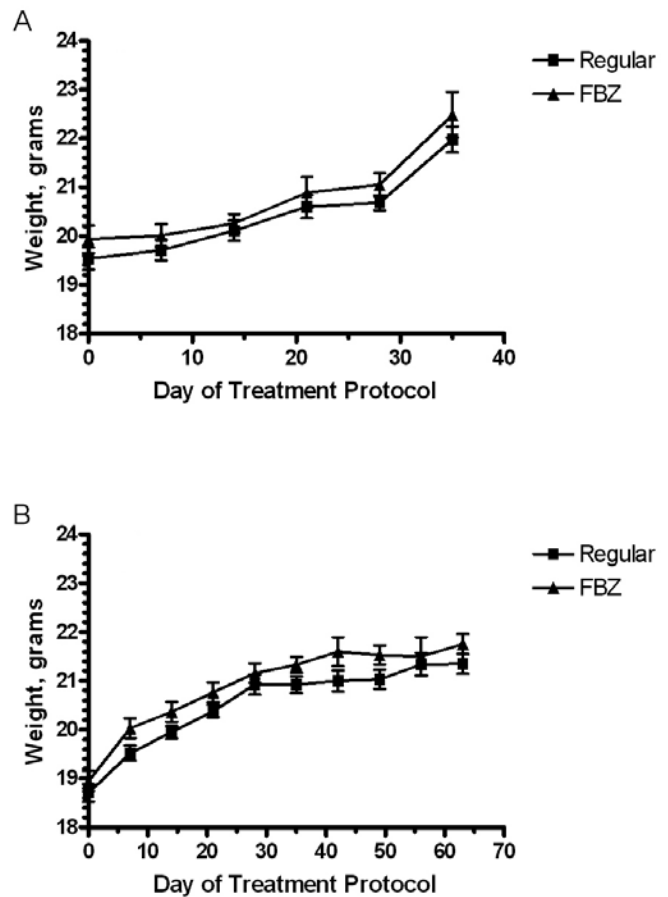 A
24
23
22
21
20
19
18
Weight, grams
0 10 20 30 40
Day of Treatment Protocol
Regular
FBZ
B
24
23
22
21
20
19
18
Weight, grams
0 10 20 30 40 50 60 70
Day of Treatment Protocol
Regular
FBZ